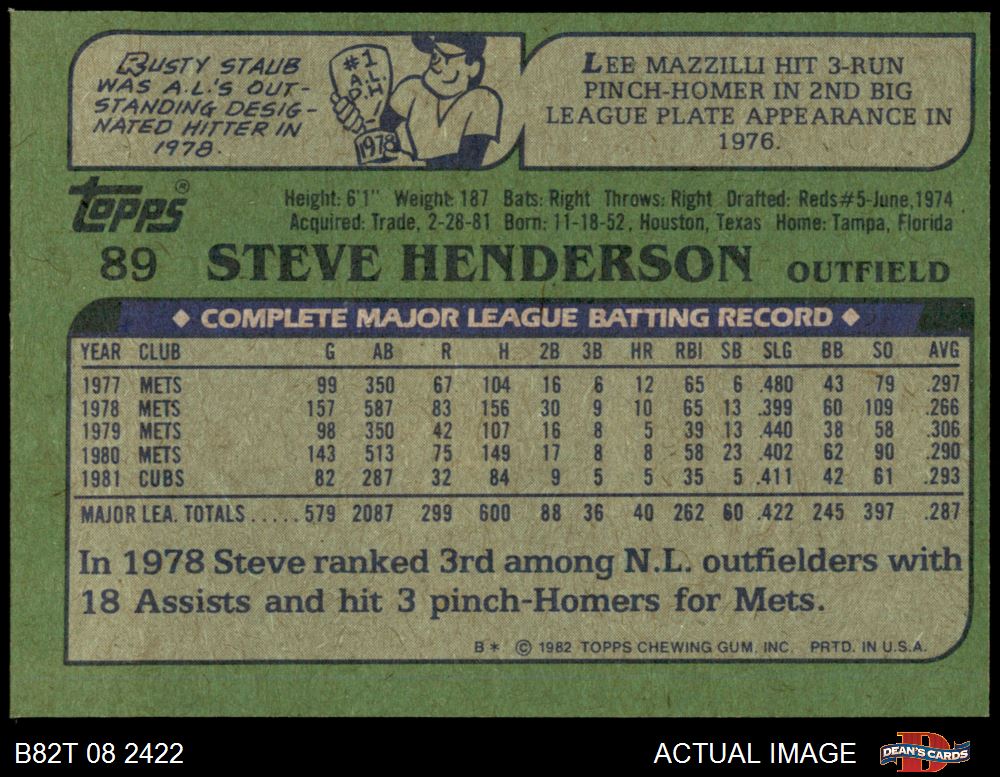 RUSTY STAUB
WAS A.L.'S OUT-
STANDING DESIG-
NATED HITTER IN
1978.
#1
A.L.
D.H.
1978
LEE MAZZILLI HIT 3-RUN
PINCH-HOMER IN 2ND BIG
LEAGUE PLATE APPEARANCE IN
1976.
Topps®
Height: 6'1" Weight: 187 Bats: Right Throws: Right Drafted: Reds #5-June, 1974
Acquired: Trade, 2-28-81 Born: 11-18-52, Houston, Texas Home: Tampa, Florida
89 STEVE HENDERSON OUTFIELD
◆ COMPLETE MAJOR LEAGUE BATTING RECORD ◆
YEAR CLUB G AB R H 2B 3B HR RBI SB SLG BB SO AVG
1977 METS 99 350 67 104 16 6 12 65 6 .480 43 79 .297
1978 METS 157 587 83 156 30 9 10 65 13 .399 60 109 .266
1979 METS 98 350 42 107 16 8 5 39 13 .440 38 58 .306
1980 METS 143 513 75 149 17 8 8 58 23 .402 62 90 .290
1981 CUBS 82 287 32 84 9 5 5 35 5 .411 42 61 .293
MAJOR LEA. TOTALS ..... 579 2087 299 600 88 36 40 262 60 .422 245 397 .287
In 1978 Steve ranked 3rd among N.L. outfielders with
18 Assists and hit 3 pinch-Homers for Mets.
B* © 1982 TOPPS CHEWING GUM, INC. PRTD. IN U.S.A.
B82T 08 2422
ACTUAL IMAGE
D
DEAN'S CARDS